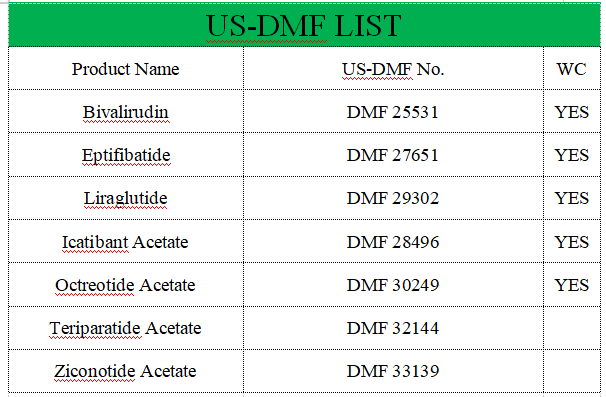 US-DMF LIST
Product Name US-DMF No. WC
Bivalirudin DMF 25531 YES
Eptifibatide DMF 27651 YES
Liraglutide DMF 29302 YES
Icatibant Acetate DMF 28496 YES
Octreotide Acetate DMF 30249 YES
Teriparatide Acetate DMF 32144
Ziconotide Acetate DMF 33139